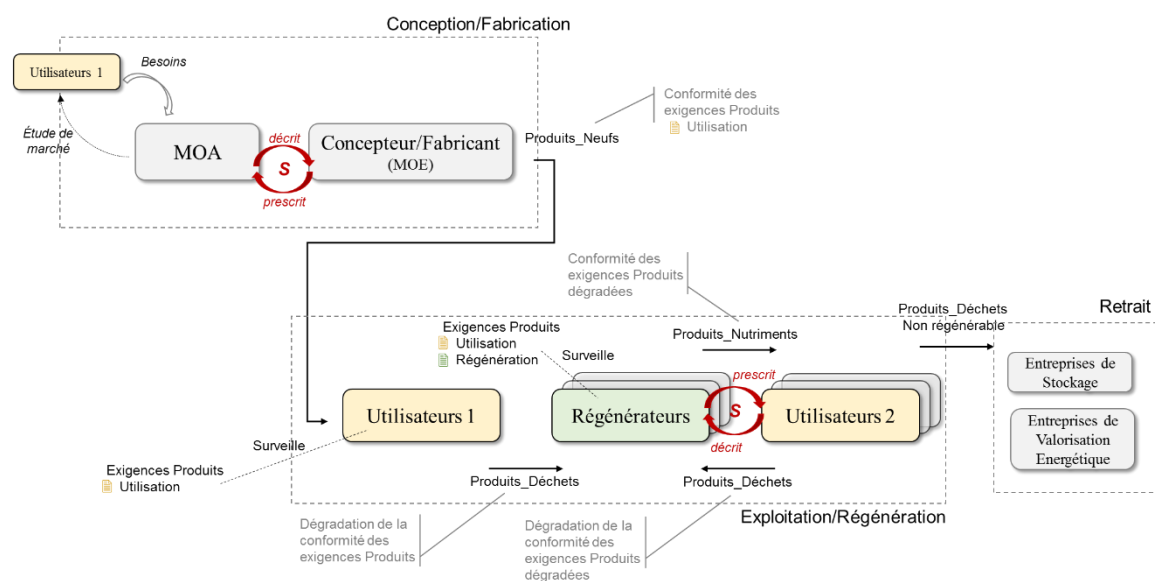 Conception/Fabrication
Utilisateurs 1
Besoins
Étude de
marché
MOA
décrit
S
prescrit
Concepteur/Fabricant
(MOE)
Produits_Neufs
Conformité des
exigences Produits
Utilisation
Conformité des
exigences Produits
dégradées
Produits_Déchets
Non régénérable
Retrait
Exigences Produits
Utilisation
Régénération
Surveille
Produits_Nutriments
Entreprises de
Stockage
Utilisateurs 1
Régénérateurs
prescrit
S
décrit
Utilisateurs 2
Entreprises de
Valorisation
Energétique
Surveille
Exigences Produits
Utilisation
Produits_Déchets
Produits_Déchets
Exploitation/Régénération
Dégradation de la
conformité des
exigences Produits
Dégradation de la
conformité des
exigences Produits
dégradées